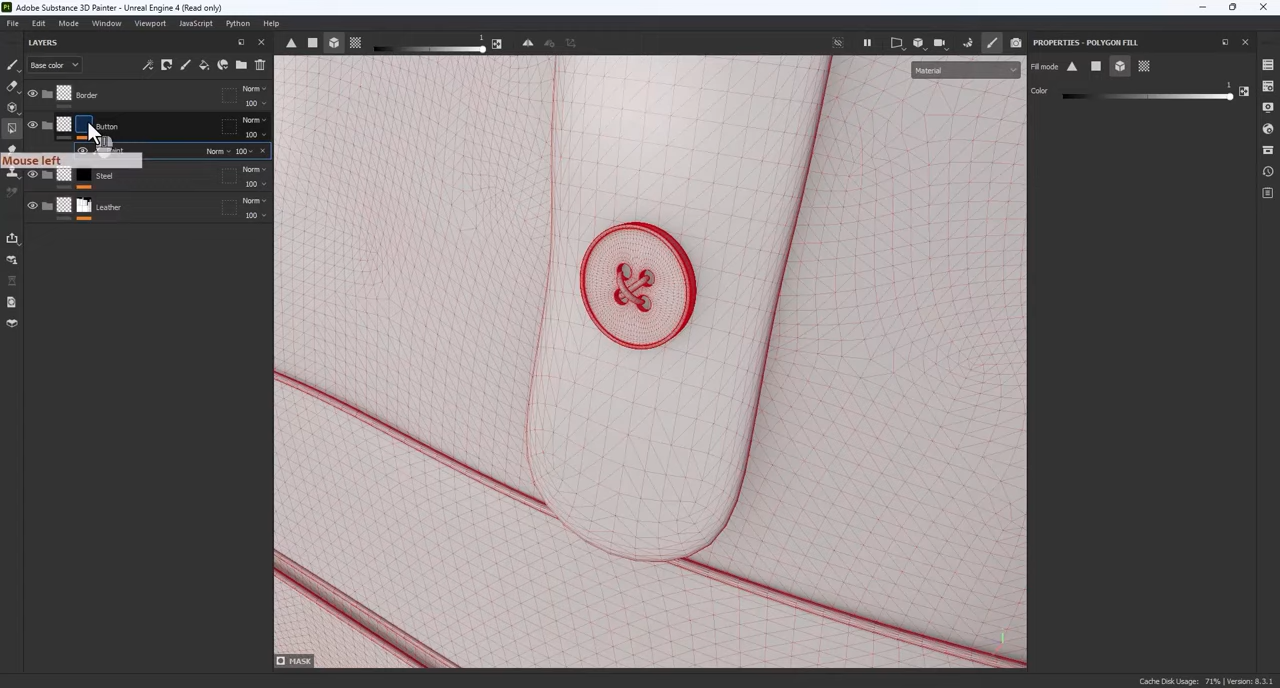 Adobe Substance 3D Painter - Unreal Engine 4 (Read only)
File Edit Mode Window Viewport JavaScript Python Help
LAYERS
Base color
Border Norm
100
Button Norm
100
Norm 100
Mouse left
Steel Norm
100
Leather Norm
100
1
Material
MASK
PROPERTIES - POLYGON FILL
Fill mode
Color 1
Cache Disk Usage: 71% | Version: 8.3.1